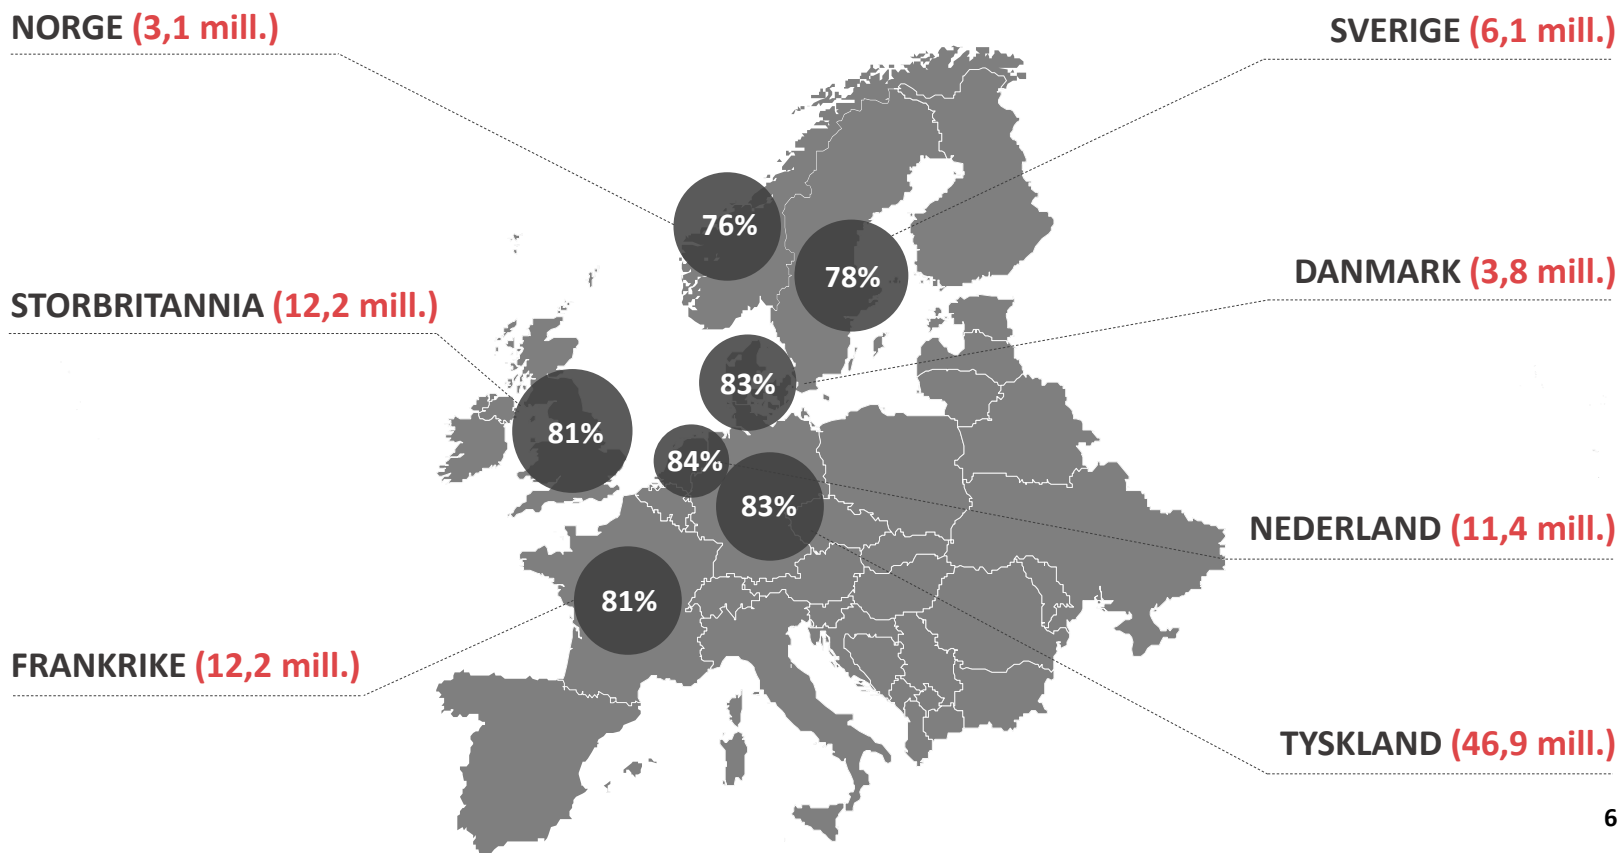 NORGE (3,1 mill.)
SVERIGE (6,1 mill.)
76%
78%
DANMARK (3,8 mill.)
STORBRITANNIA (12,2 mill.)
83%
81%
84%
83%
NEDERLAND (11,4 mill.)
81%
FRANKRIKE (12,2 mill.)
TYSKLAND (46,9 mill.)
6